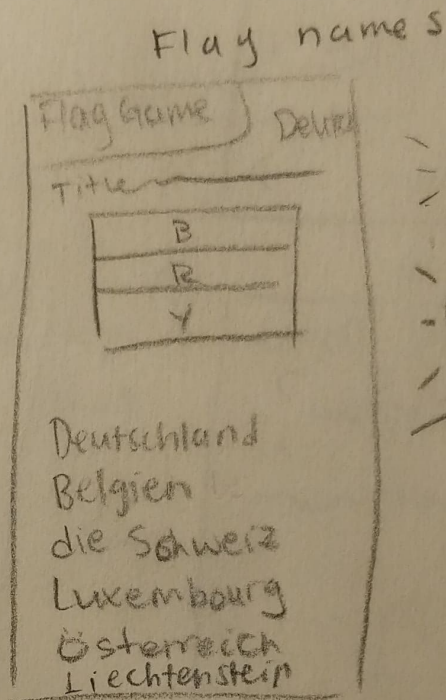 Flag names
Flag Game
Title
B
R
Y
Deutschland
Belgien
die Schweiz
Luxembourg
Österreich
Liechtenstein